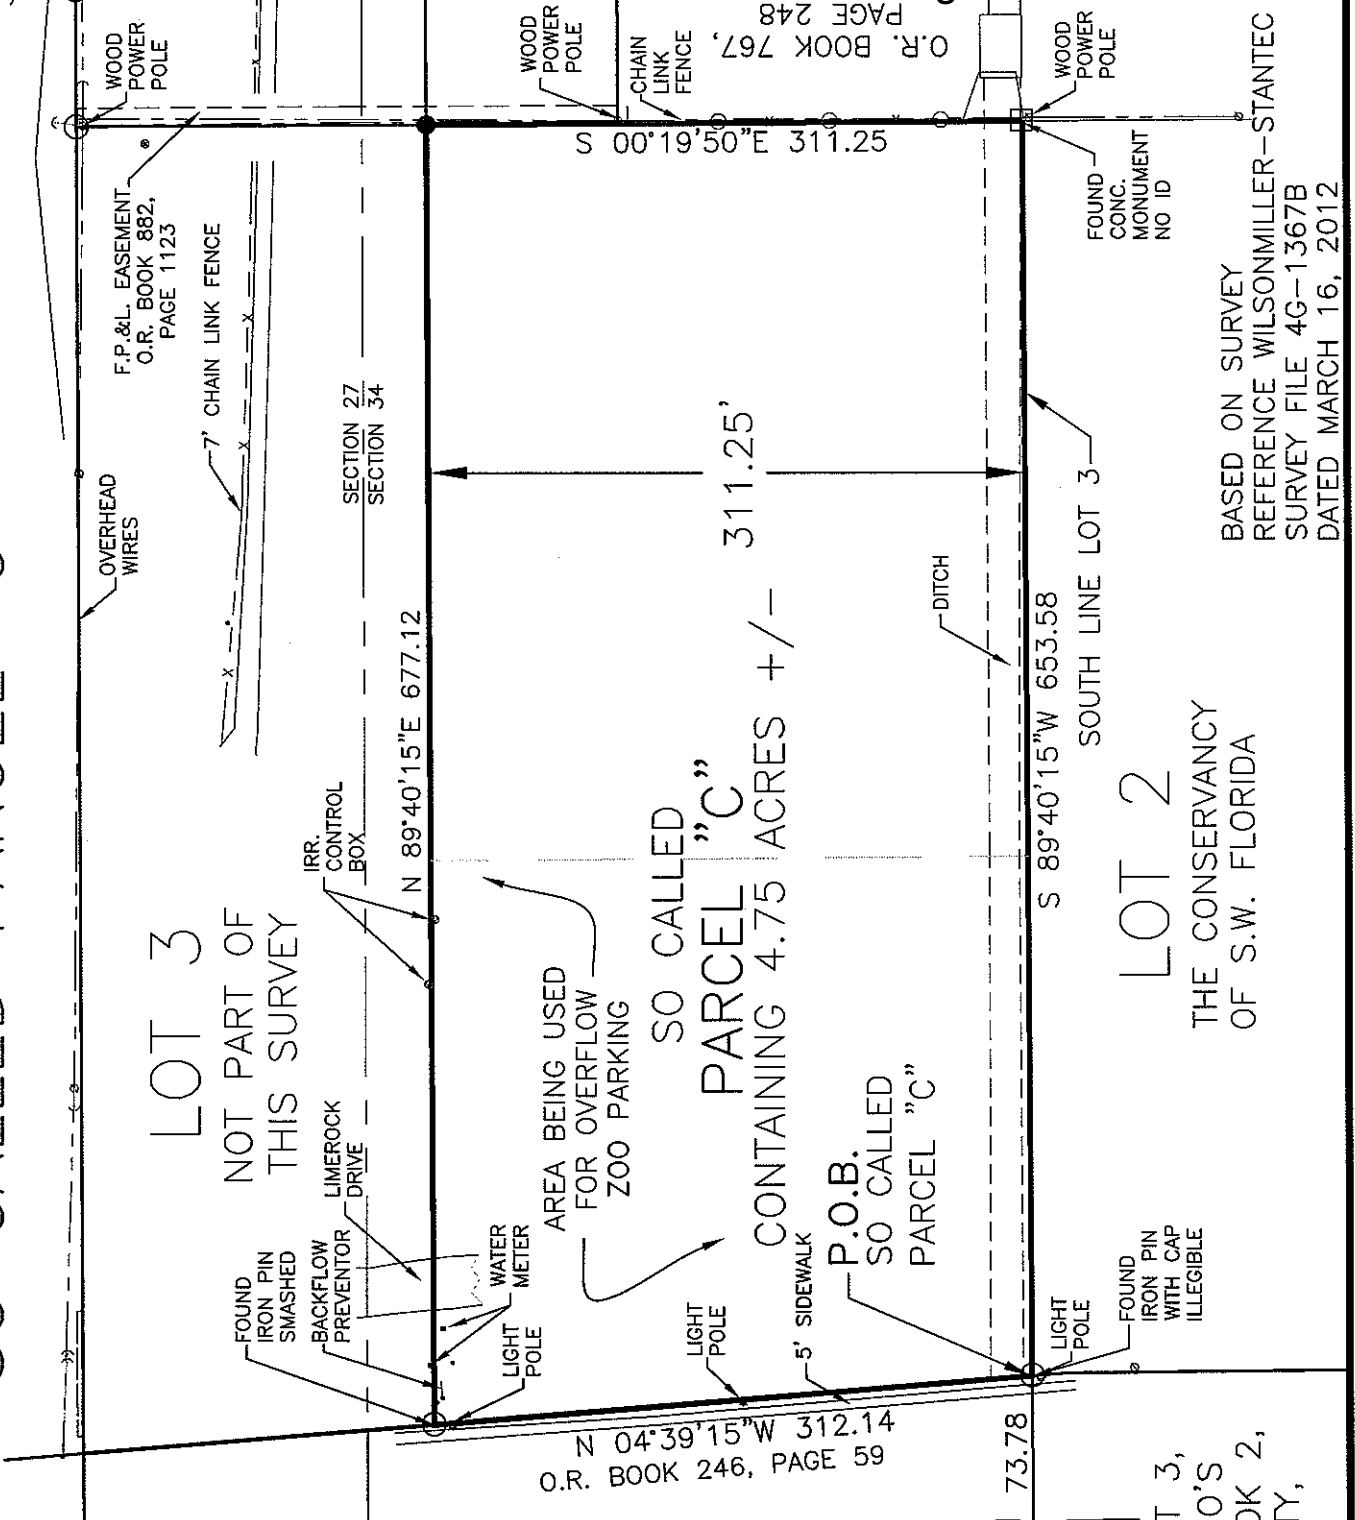 WOOD
POWER
POLE
F.P.&L. EASEMENT
O.R. BOOK 882,
PAGE 1123
7' CHAIN LINK FENCE
OVERHEAD
WIRES
SECTION 27
SECTION 34
WOOD
POWER
POLE
CHAIN
LINK
FENCE
O.R. BOOK 767,
PAGE 248
S 00°19'50"E 311.25
WOOD
POWER
POLE
FOUND
CONC.
MONUMENT
NO ID
N 89°40'15"E 677.12
IRR.
CONTROL
BOX
LOT 3
NOT PART OF
THIS SURVEY
LIMEROCK
DRIVE
FOUND
IRON PIN
SMASHED
BACKFLOW
PREVENTOR
WATER
METER
LIGHT
POLE
AREA BEING USED
FOR OVERFLOW
ZOO PARKING
SO CALLED
PARCEL "C"
CONTAINING 4.75 ACRES +/-
311.25'
DITCH
P.O.B.
SO CALLED
PARCEL "C"
LIGHT
POLE
5' SIDEWALK
N 04°39'15"W 312.14
O.R. BOOK 246, PAGE 59
S 89°40'15"W 653.58
SOUTH LINE LOT 3
LOT 2
THE CONSERVANCY
OF S.W. FLORIDA
LIGHT
POLE
FOUND
IRON PIN
WITH CAP
ILLEGIBLE
73.78
BASED ON SURVEY
REFERENCE WILSONMILLER-STANTEC
SURVEY FILE 4G-1367B
DATED MARCH 16, 2012
T 3,
O'S
OK 2,
TY,